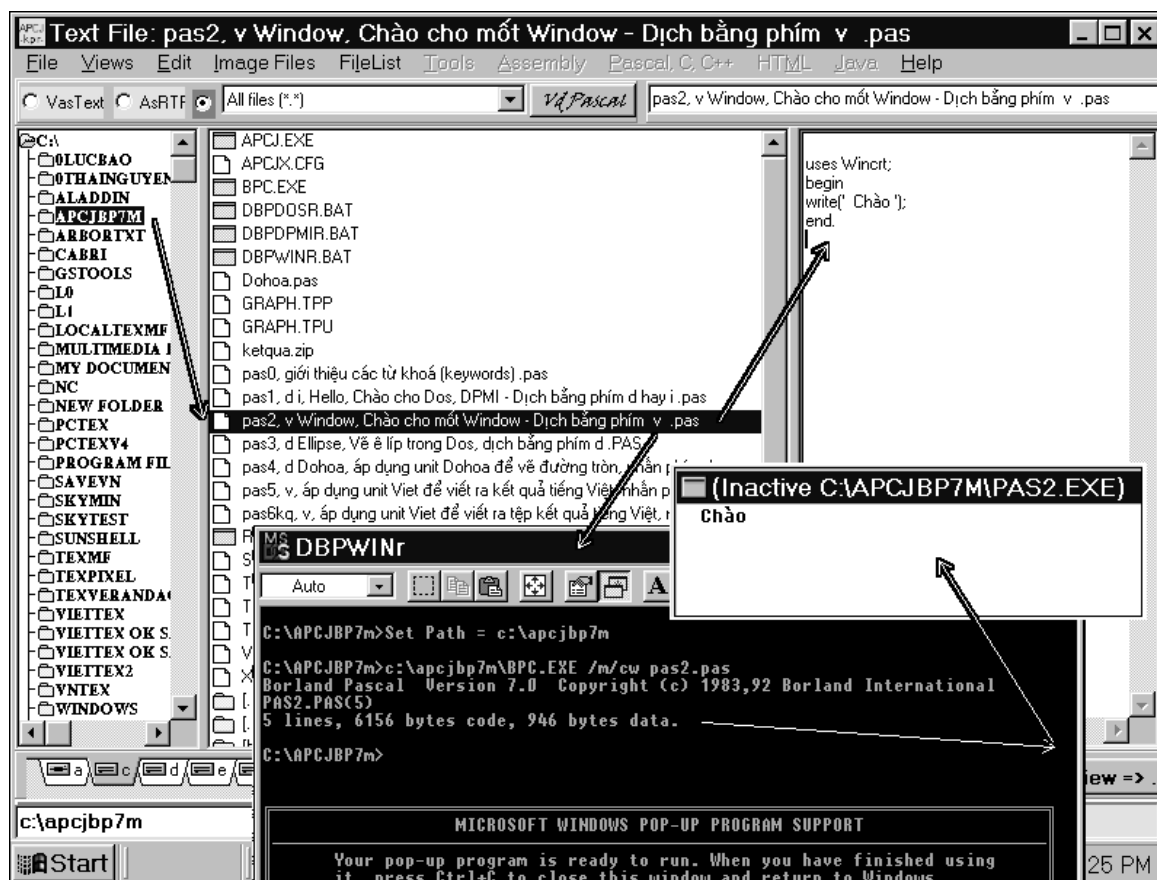 Text File: pas2, v Window, Chào cho mốt Window - Dịch bằng phím v .pas
File Views Edit Image Files FileList Tools Assembly Pascal, C, C++ HTML Java Help
VasText AsRTF All files (*.*) Vd Pascal pas2, v Window, Chào cho mốt Window - Dịch bằng phím v .pas
C:\
0LUCBAO
0THAINGUYEN
ALADDIN
APCJBP7M
ARBORTXT
CABRI
GSTOOLS
L0
L1
LOCALTEXMF
MULTIMEDIA
MY DOCUMEN
NC
NEW FOLDER
PCTEX
PCTEXV4
PROGRAM FIL
SAVEVN
SKYMIN
SKYTEST
SUNSHELL
TEXMF
TEXPIXEL
TEXVERANDA
VIETTEX
VIETTEX OK S
VIETTEX OK S
VIETTEX2
VNTEX
WINDOWS
APCJ.EXE
APCJX.CFG
BPC.EXE
DBPDOSR.BAT
DBPDPMIR.BAT
DBPWINR.BAT
Dohoa.pas
GRAPH.TPP
GRAPH.TPU
ketqua.zip
pas0, giới thiệu các từ khoá (keywords) .pas
pas1, d i, Hello, Chào cho Dos, DPMI - Dịch bằng phím d hay i .pas
pas2, v Window, Chào cho mốt Window - Dịch bằng phím v .pas
pas3, d Ellipse, Vẽ ê líp trong Dos, dịch bằng phím d .PAS
pas4, d Dohoa, áp dụng unit Dohoa để vẽ đường tròn, nhấn
pas5, v, áp dụng unit Viet để viết ra kết quả tiếng Việt, nhấn p
pas6kq, v, áp dụng unit Viet để viết ra tệp kết quả tiếng Việt,
uses Wincrt;
begin
write(' Chào ');
end.
(Inactive C:\APCJBP7M\PAS2.EXE)
Chào
DBPWINr
Auto A
C:\APCJBP7m>Set Path = c:\apcjbp7m
C:\APCJBP7m>c:\apcjbp7m\BPC.EXE /m/cw pas2.pas
Borland Pascal Version 7.0 Copyright (c) 1983,92 Borland International
PAS2.PAS(5)
5 lines, 6156 bytes code, 946 bytes data.
C:\APCJBP7m>
MICROSOFT WINDOWS POP-UP PROGRAM SUPPORT
Your pop-up program is ready to run. When you have finished using
it, press Ctrl+C to close this window and return to Windows.
a c d e
iew => .
c:\apcjbp7m
Start
25 PM